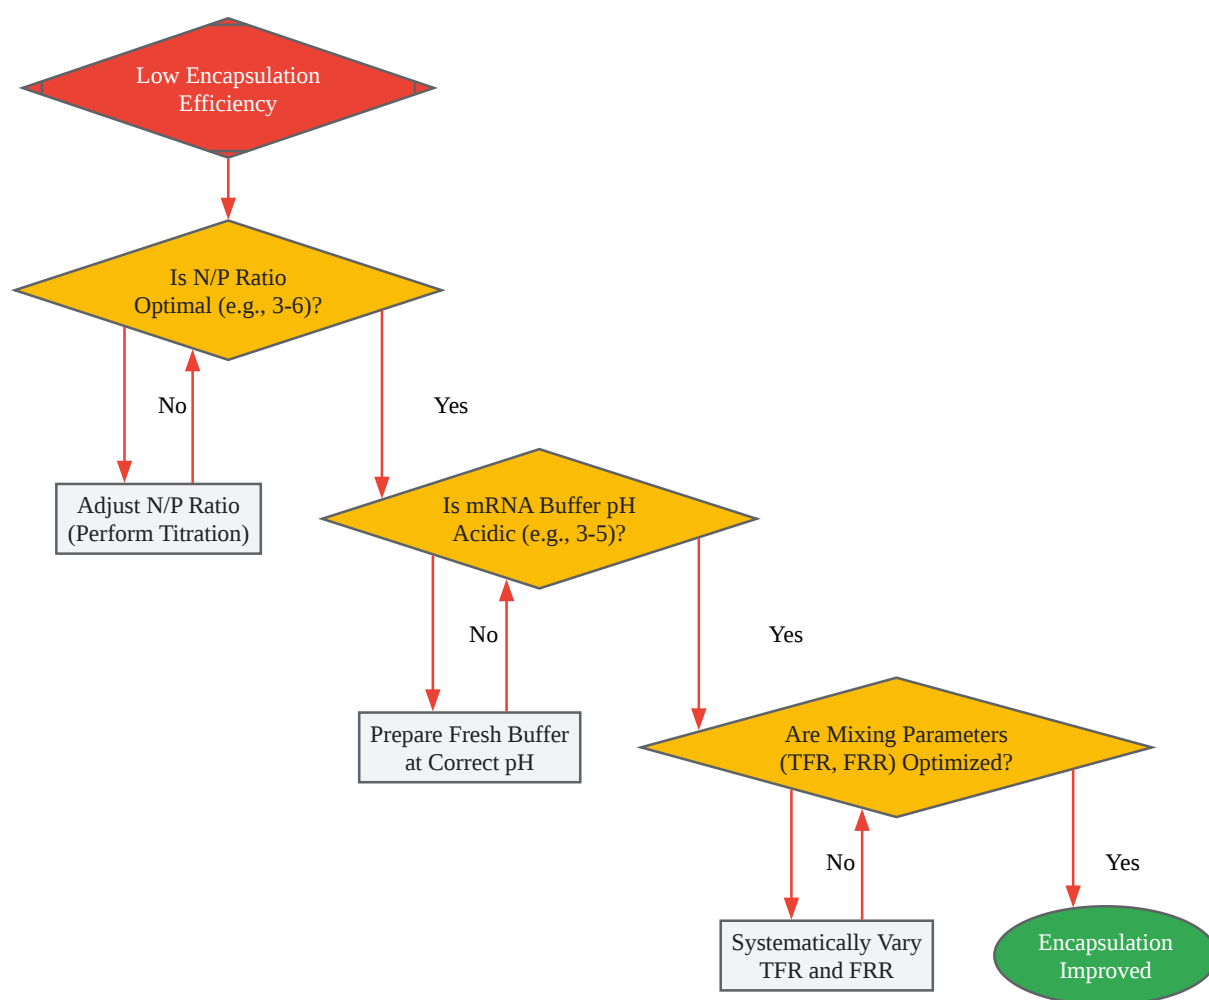 Low Encapsulation
Efficiency
Is N/P Ratio
Optimal (e.g., 3-6)?
No
Yes
Adjust N/P Ratio
(Perform Titration)
Is mRNA Buffer pH
Acidic (e.g., 3-5)?
No
Yes
Prepare Fresh Buffer
at Correct pH
Are Mixing Parameters
(TFR, FRR) Optimized?
No
Yes
Systematically Vary
TFR and FRR
Encapsulation
Improved